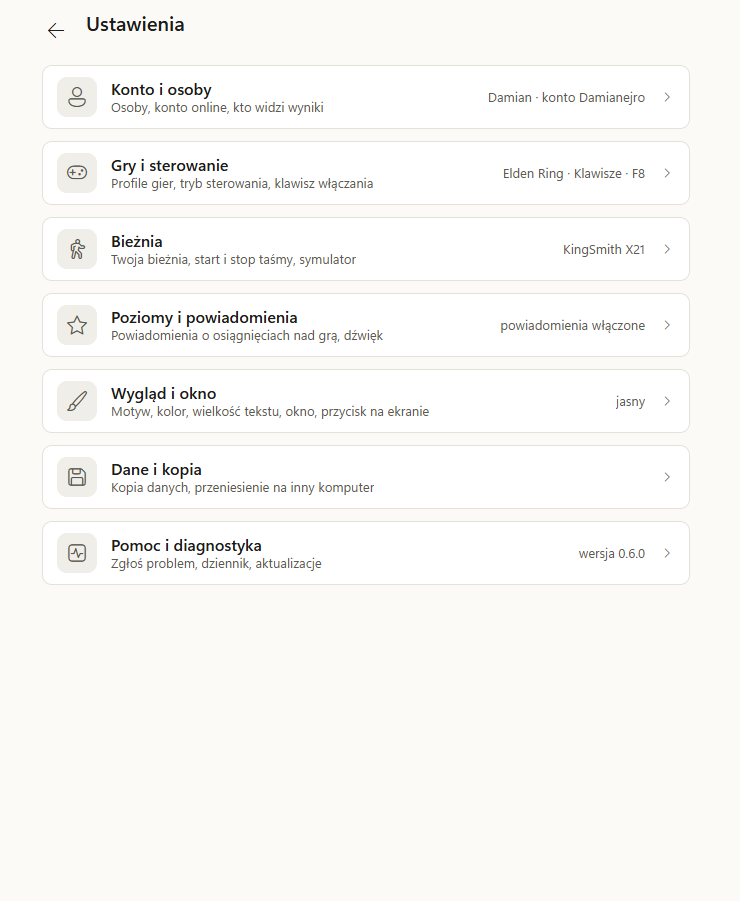 Ustawienia
Konto i osoby
Osoby, konto online, kto widzi wyniki
Damian · konto Damianejro
Gry i sterowanie
Profile gier, tryb sterowania, klawisz włączania
Elden Ring · Klawisze · F8
Bieżnia
Twoja bieżnia, start i stop taśmy, symulator
KingSmith X21
Poziomy i powiadomienia
Powiadomienia o osiągnięciach nad grą, dźwięk
powiadomienia włączone
Wygląd i okno
Motyw, kolor, wielkość tekstu, okno, przycisk na ekranie
jasny
Dane i kopia
Kopia danych, przeniesienie na inny komputer
Pomoc i diagnostyka
Zgłoś problem, dziennik, aktualizacje
wersja 0.6.0